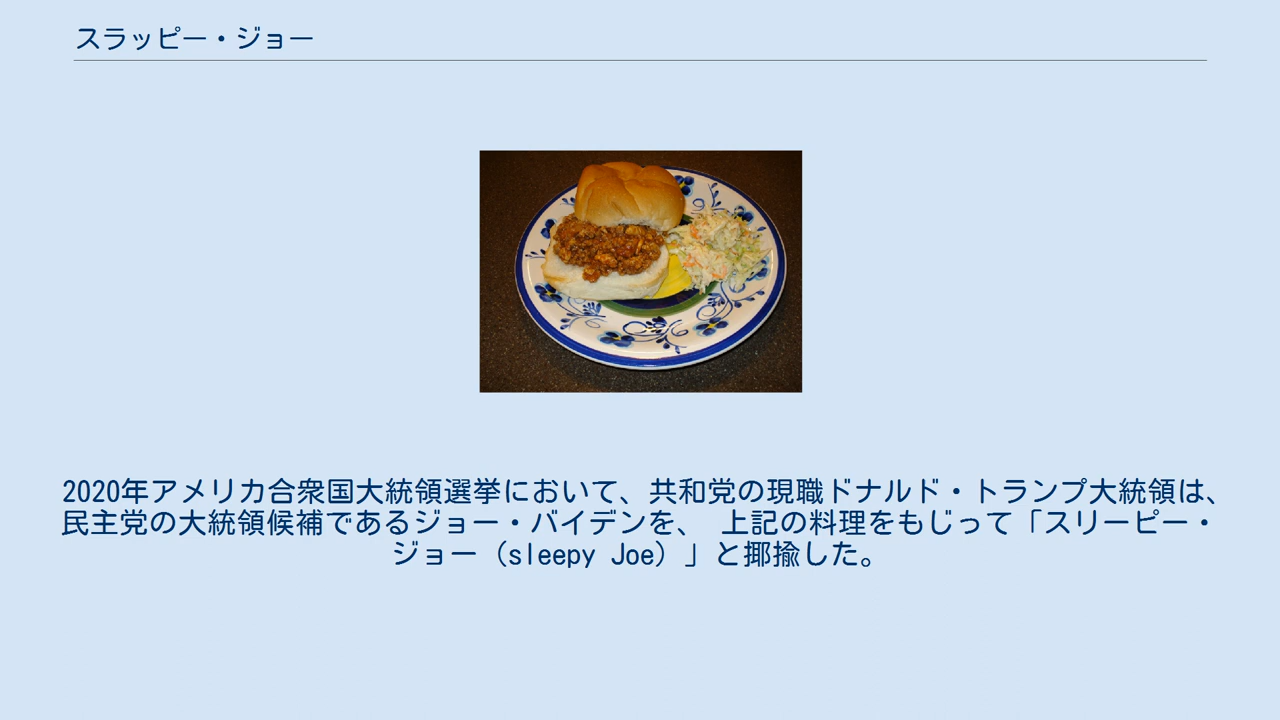 スラッピー・ジョー
2020年アメリカ合衆国大統領選挙において、共和党の現職ドナルド・トランプ大統領は、
民主党の大統領候補であるジョー・バイデンを、 上記の料理をもじって「スリーピー・
ジョー（sleepy Joe）」と揶揄した。